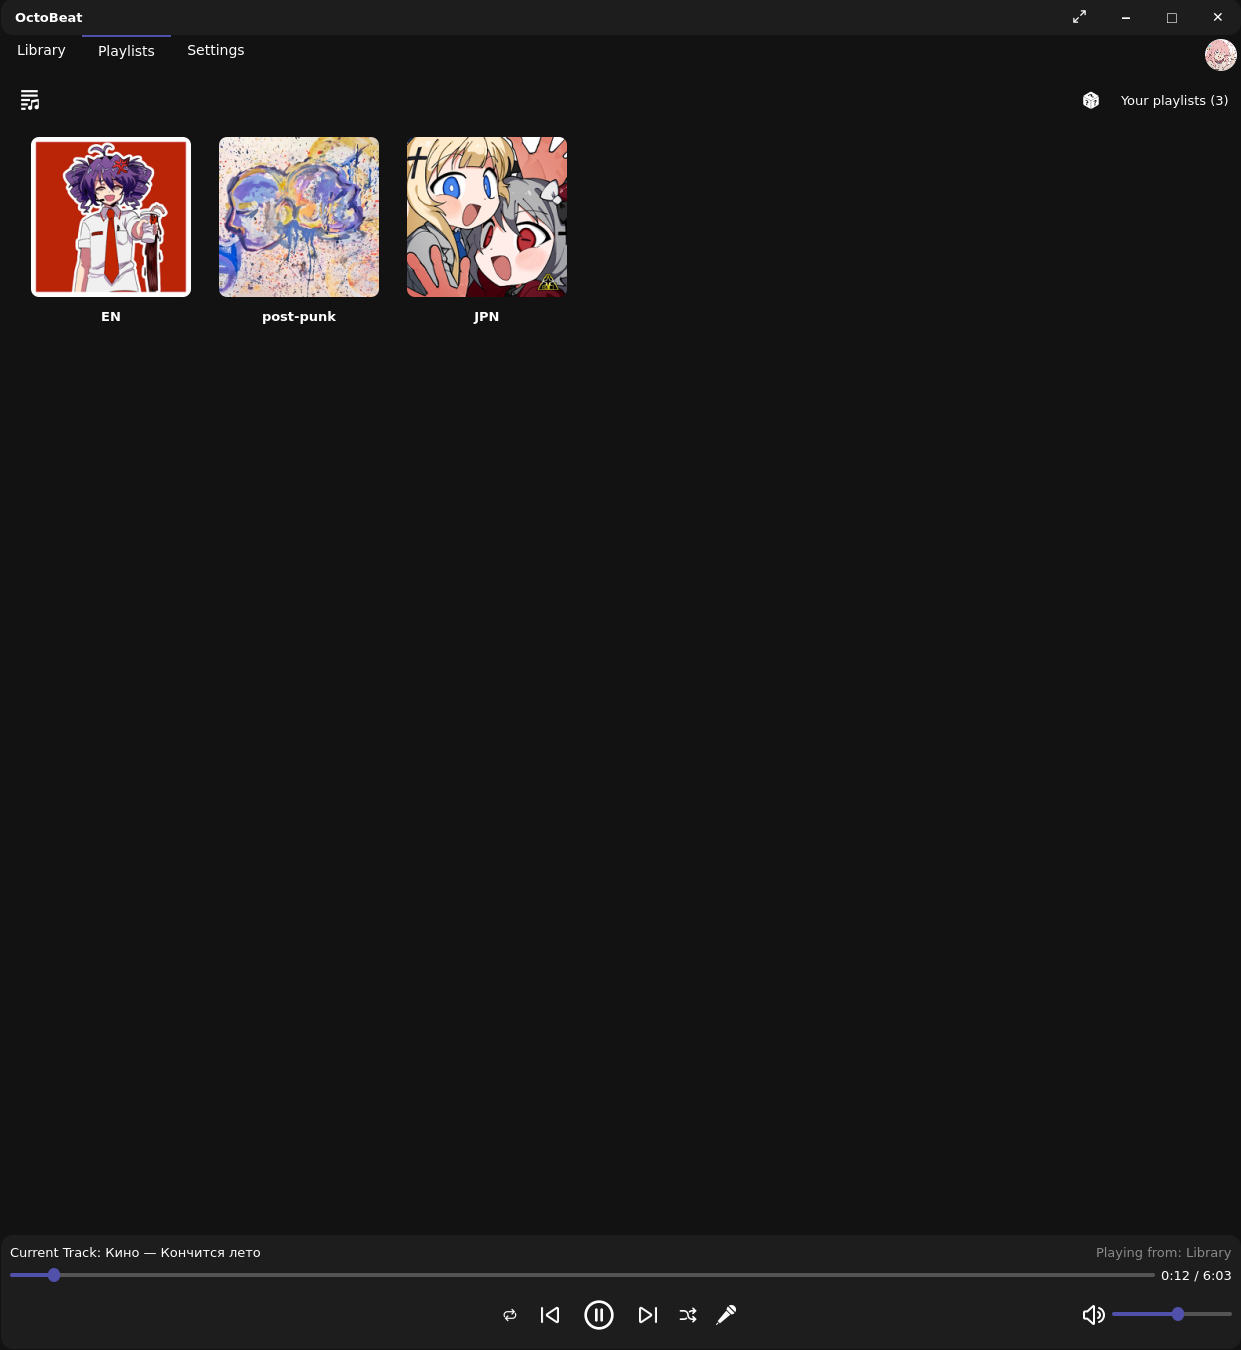 OctoBeat
Library Playlists Settings
Your playlists (3)
EN post-punk JPN
Current Track: Кино — Кончится лето Playing from: Library
0:12 / 6:03